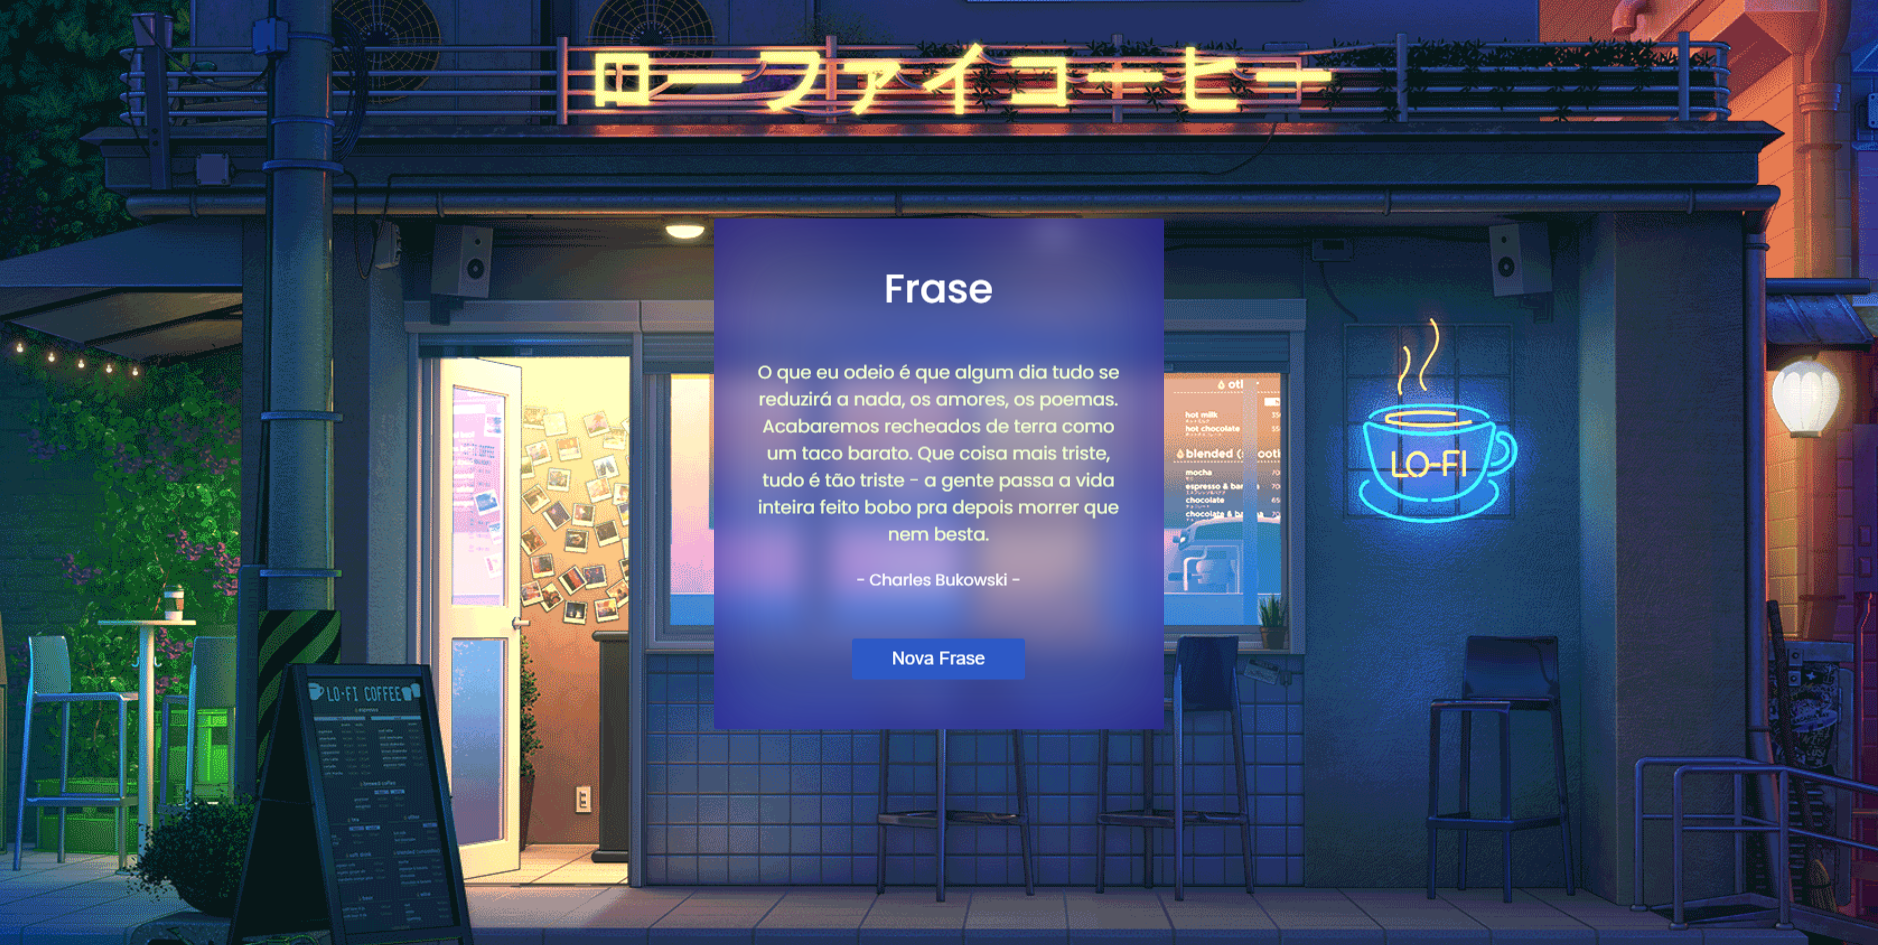 ローファイコーヒー
Frase
O que eu odeio é que algum dia tudo se
reduzirá a nada, os amores, os poemas.
Acabaremos recheados de terra como
um taco barato. Que coisa mais triste,
tudo é tão triste - a gente passa a vida
inteira feito bobo pra depois morrer que
nem besta.
- Charles Bukowski -
Nova Frase
hot milk
hot chocolate
blended
mocha
espresso &
chocolate
chocolate &
LO-FI
LO-FI COFFEE